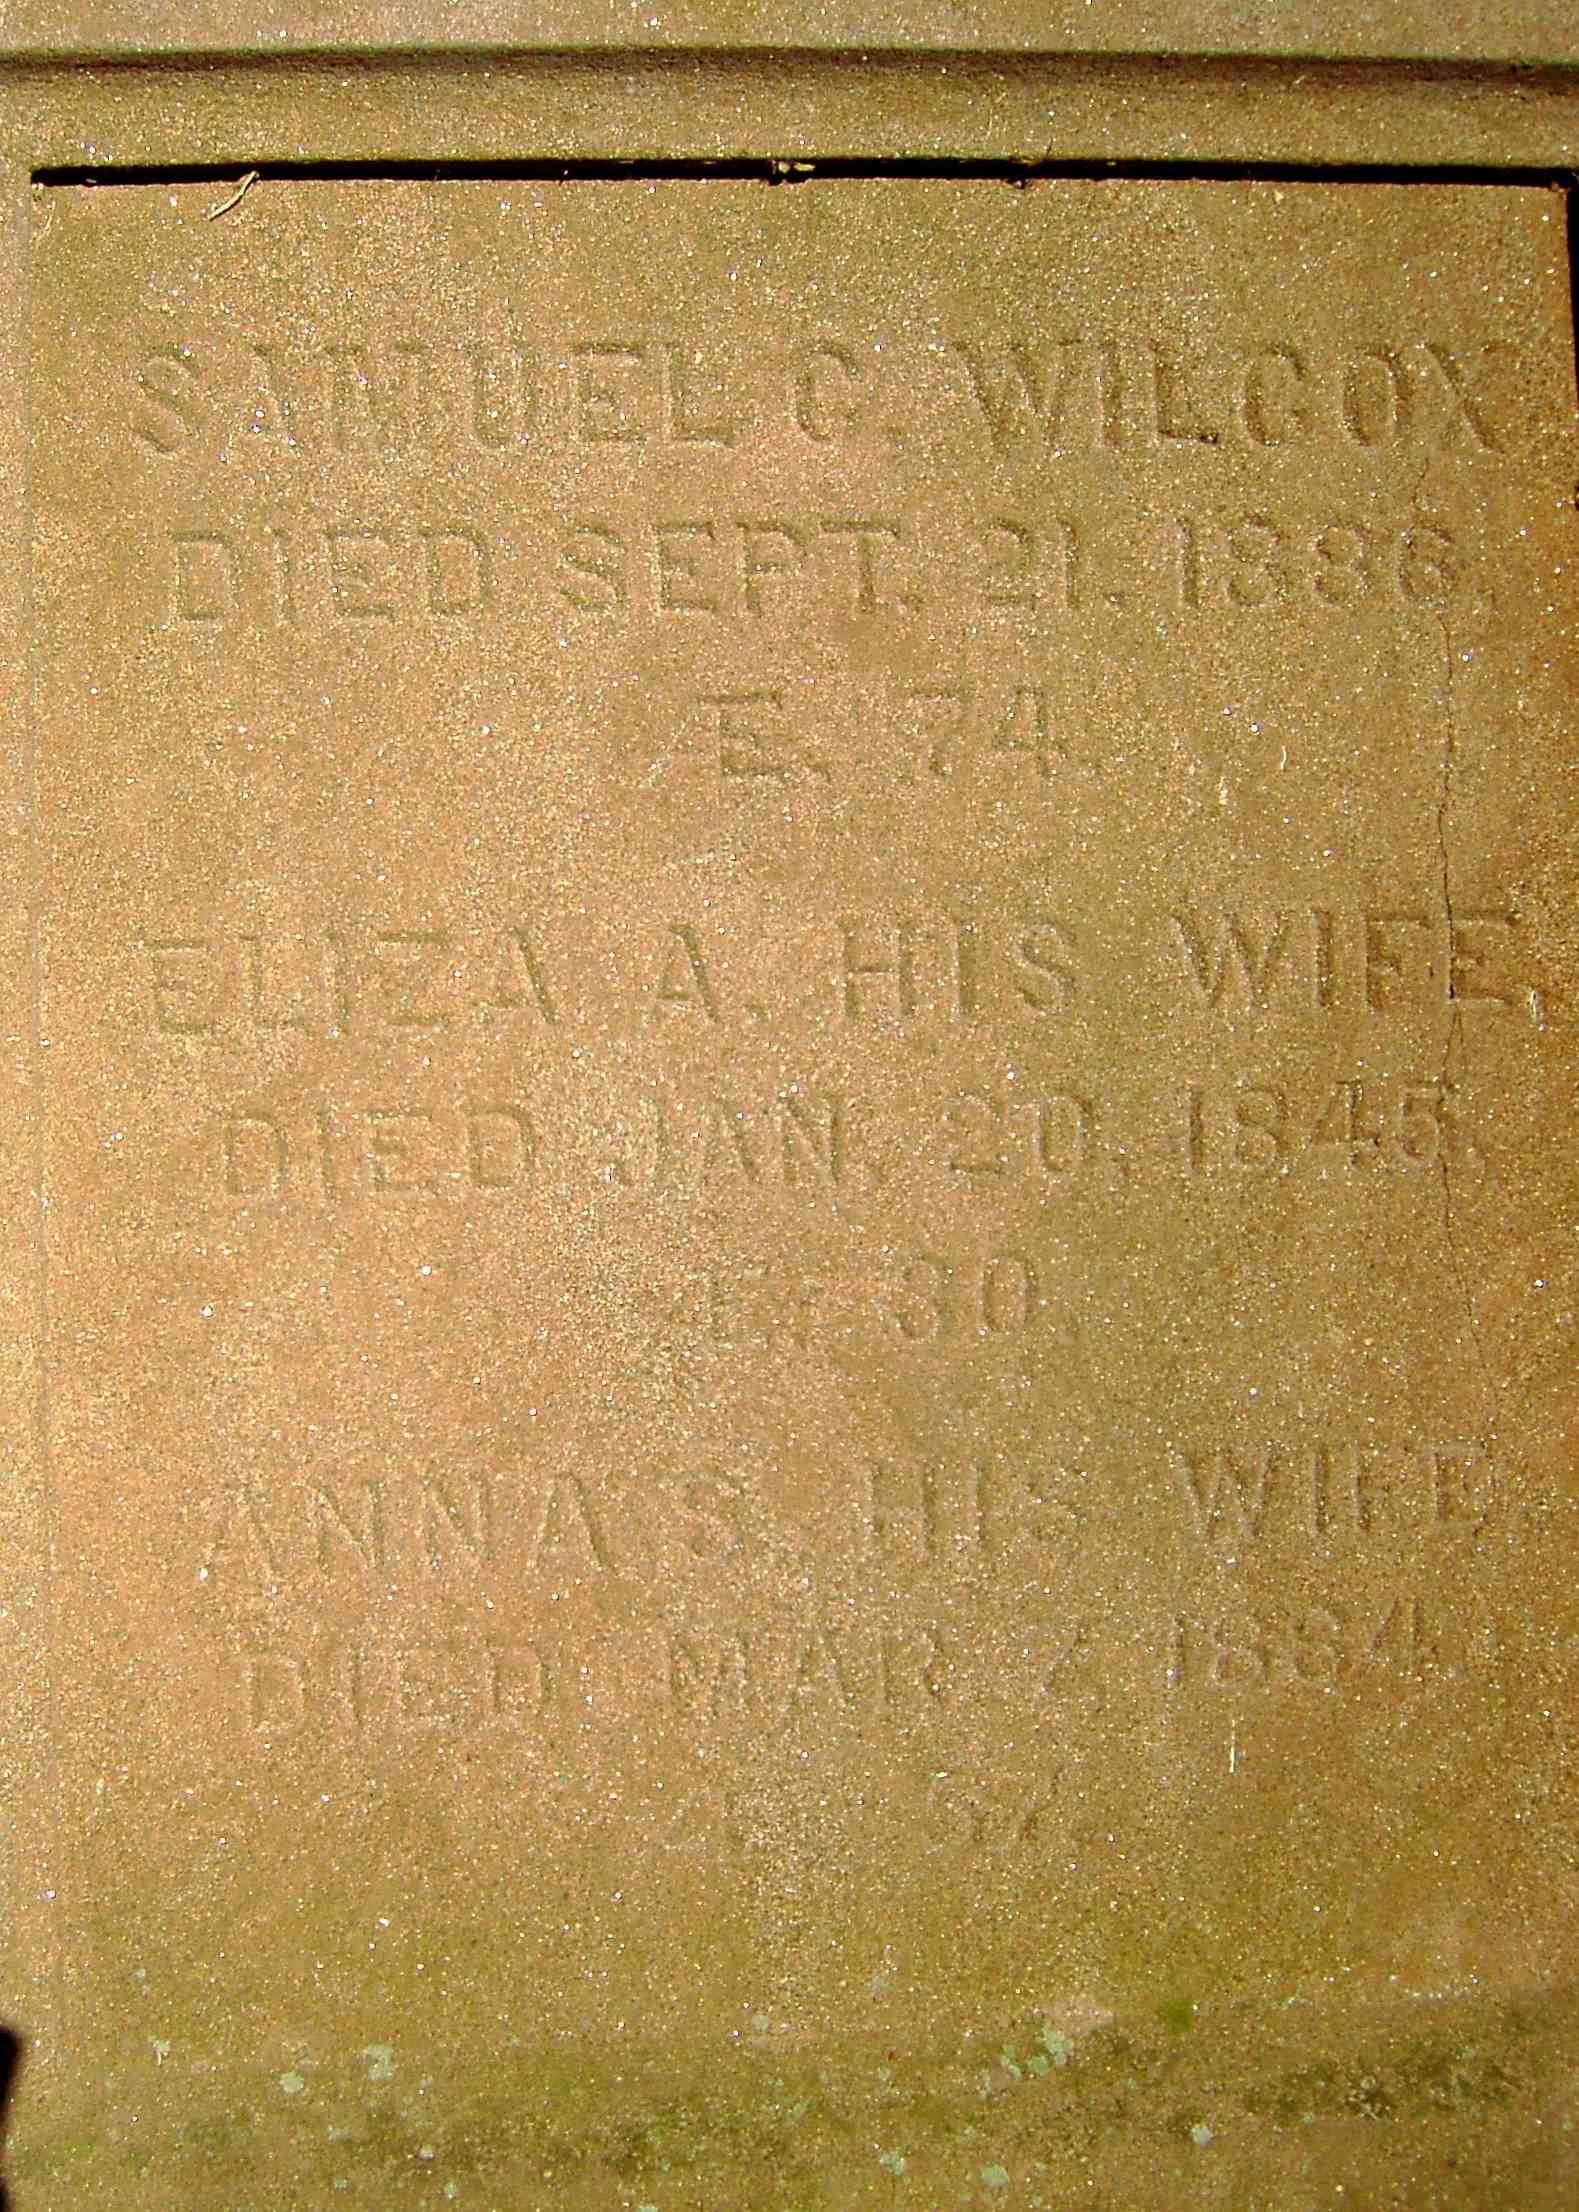 SAMUEL C. WILCOX
DIED SEPT. 21, 1886,
Æ. 74.
ELIZA A. HIS WIFE,
DIED JAN. 20, 1845,
Æ. 30.
ANNA S. HIS WIFE
DIED MAR 1884.